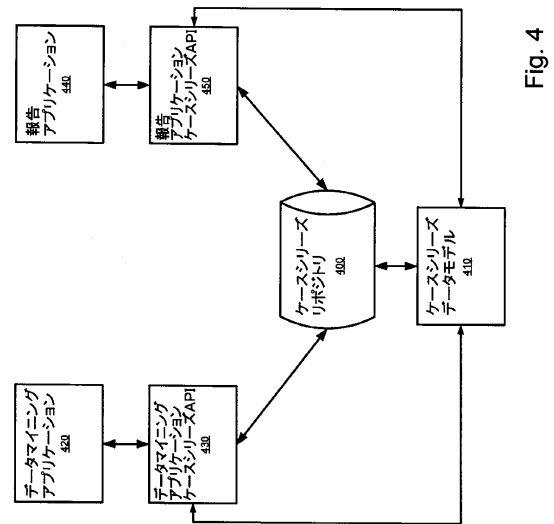 データマイニング
アプリケーション
420
報告
アプリケーション
440
データマイニング
アプリケーション
ケースシリーズAPI
430
報告
アプリケーション
ケースシリーズAPI
450
ケースシリーズ
リポジトリ
400
ケースシリーズ
データモデル
410
Fig. 4